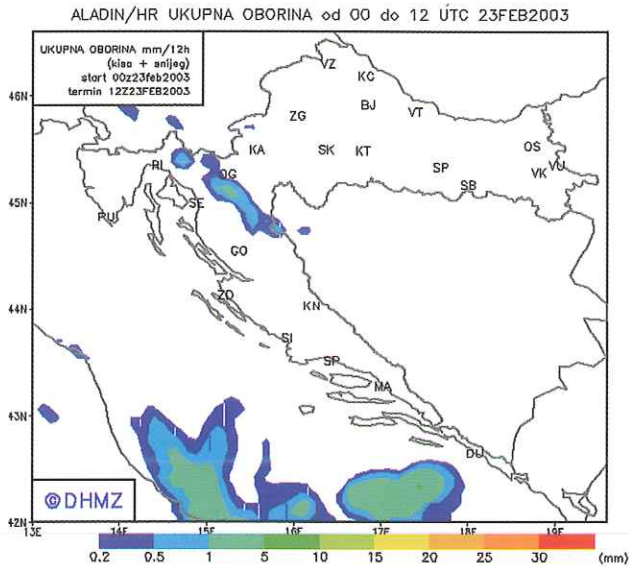 ALADIN/HR UKUPNA OBORINA od 00 do 12 UTC 23FEB2003
UKUPNA OBORINA mm/12h
(kisa + snijeg)
start 00z23feb2003
termin 12Z23FEB2003
46N
45N
44N
43N
42N
VZ
KC
BJ
ZG
VT
KA
SK
KT
OS
RI
OG
SP
VK
VU
SB
PU
SE
GO
ZD
KN
SI
SP
MA
DU
©DHMZ
13E 14E 15E 16E 17E 18E 19E
0.2 0.5 1 5 10 15 20 25 30 (mm)